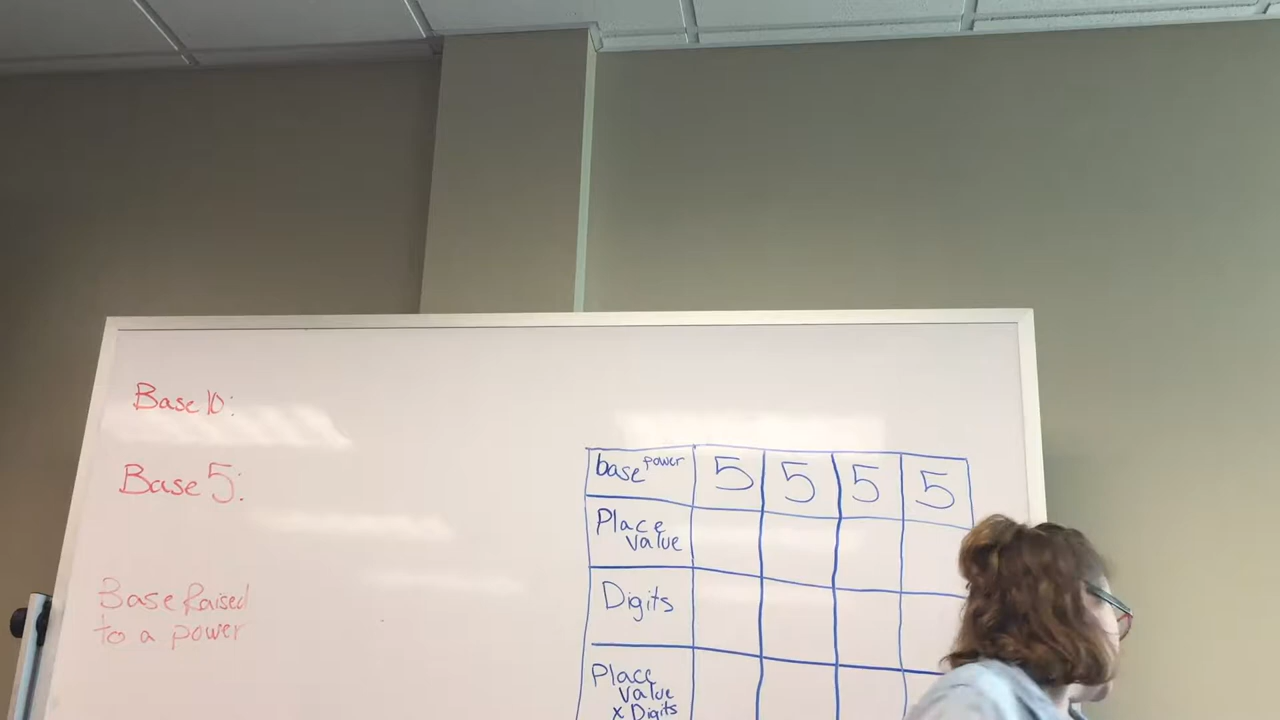 Base 10:
Base 5:
Base Raised
to a power
base power 5 5 5 5
Place
value
Digits
Place
value
x Digits